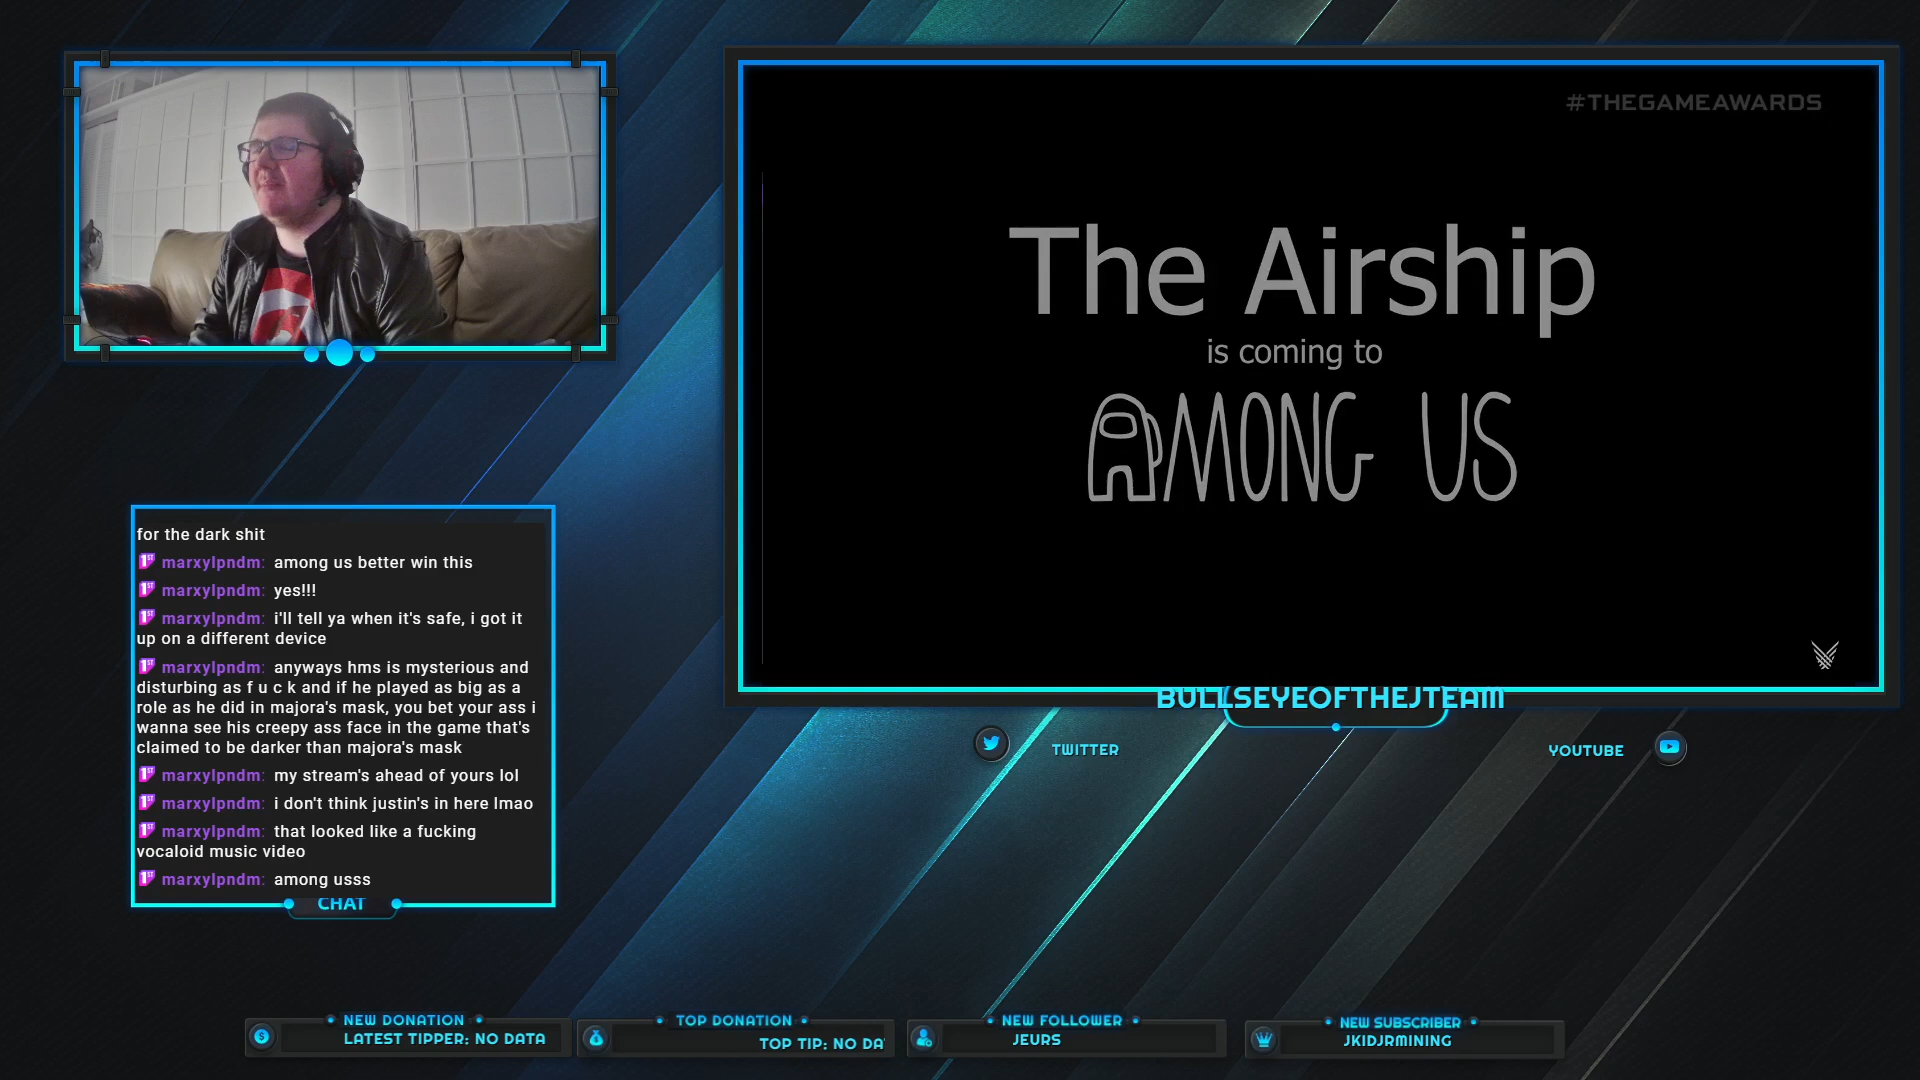 #THEGAMEAWARDS
The Airship
is coming to
AMONG US
BULLSEYEOFTHEJTEAM
TWITTER
YOUTUBE
for the dark shit
marxylpndm: among us better win this
marxylpndm: yes!!!
marxylpndm: i'll tell ya when it's safe, i got it
up on a different device
marxylpndm: anyways hms is mysterious and
disturbing as f u c k and if he played as big as a
role as he did in majora's mask, you bet your ass i
wanna see his creepy ass face in the game that's
claimed to be darker than majora's mask
marxylpndm: my stream's ahead of yours lol
marxylpndm: i don't think justin's in here lmao
marxylpndm: that looked like a fucking
vocaloid music video
marxylpndm: among usss
CHAT
NEW DONATION
LATEST TIPPER: NO DATA
TOP DONATION
TOP TIP: NO DA
NEW FOLLOWER
JEURS
NEW SUBSCRIBER
JKIDJRMINING